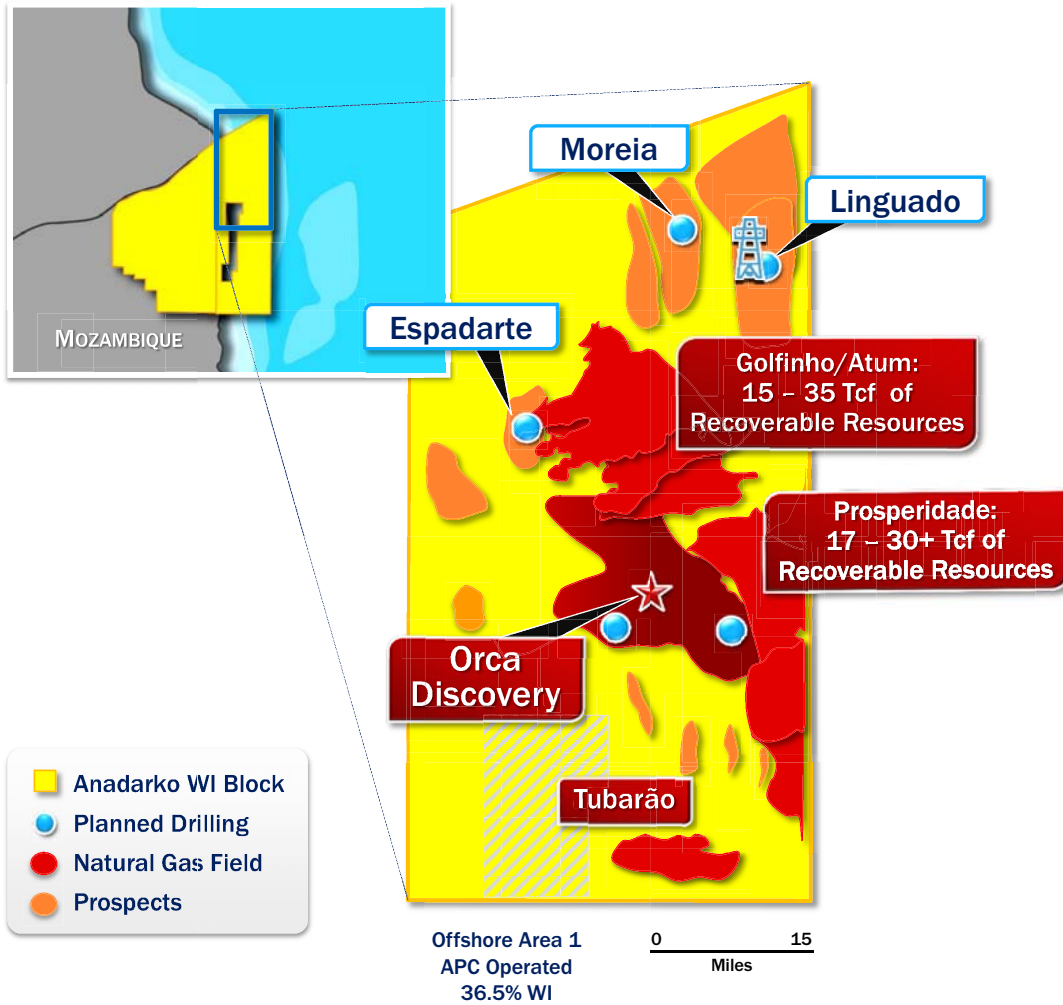 Moreia
Linguado
MOZAMBIQUE
Espadarte
Golfinho/Atum:
15 – 35 Tcf of
Recoverable Resources
Prosperidade:
17 – 30+ Tcf of
Recoverable Resources
Orca
Discovery
Tubarão
Anadarko WI Block
Planned Drilling
Natural Gas Field
Prospects
Offshore Area 1
APC Operated
36.5% WI
0 15
Miles